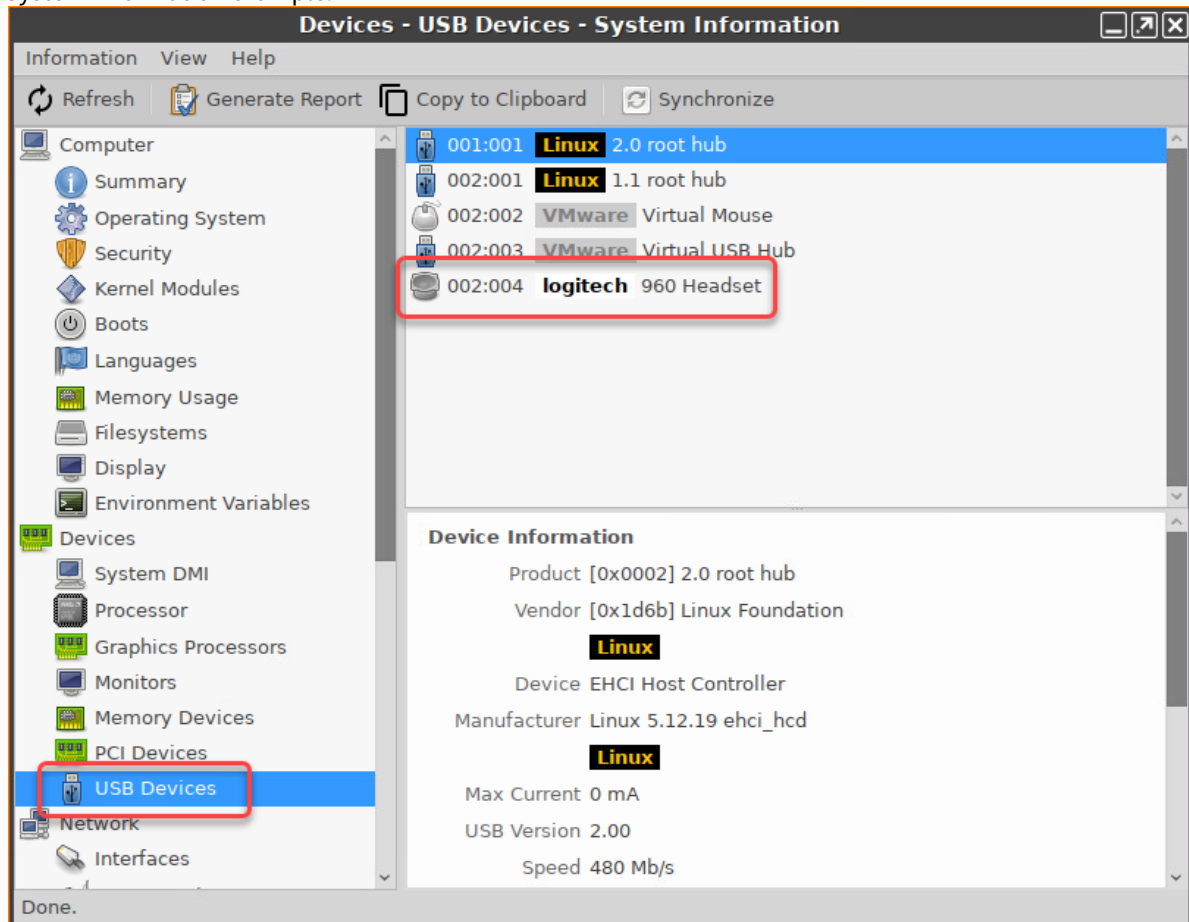 Devices - USB Devices - System Information
Information View Help
Refresh Generate Report Copy to Clipboard Synchronize
Computer
Summary
Operating System
Security
Kernel Modules
Boots
Languages
Memory Usage
Filesystems
Display
Environment Variables
Devices
System DMI
Processor
Graphics Processors
Monitors
Memory Devices
PCI Devices
USB Devices
Network
Interfaces
001:001 Linux 2.0 root hub
002:001 Linux 1.1 root hub
002:002 VMware Virtual Mouse
002:003 VMware Virtual USB Hub
002:004 logitech 960 Headset
Device Information
Product [0x0002] 2.0 root hub
Vendor [0x1d6b] Linux Foundation
Linux
Device EHCI Host Controller
Manufacturer Linux 5.12.19 ehci_hcd
Linux
Max Current 0 mA
USB Version 2.00
Speed 480 Mb/s
Done.